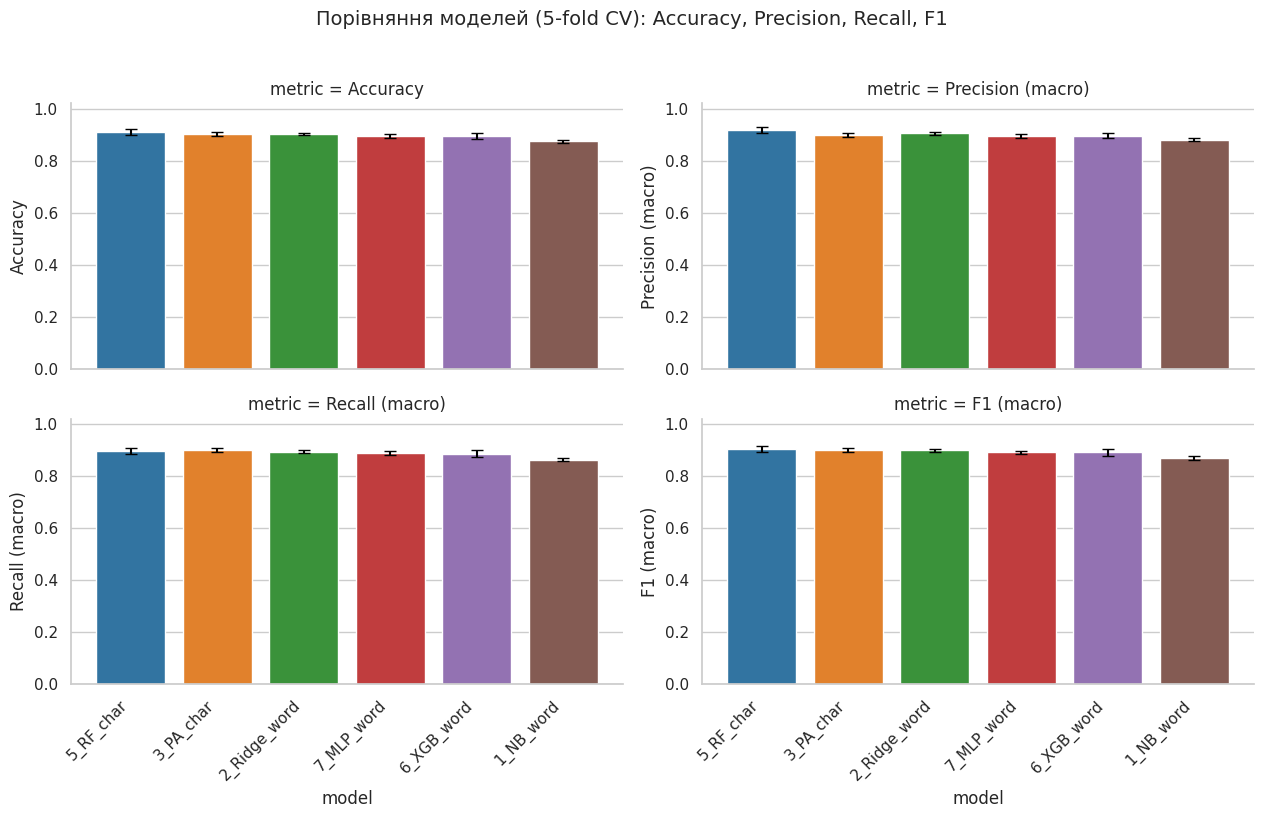 Порівняння моделей (5-fold CV): Accuracy, Precision, Recall, F1
metric = Accuracy
1.0
0.8
0.6
0.4
0.2
0.0
Accuracy
metric = Precision (macro)
1.0
0.8
0.6
0.4
0.2
0.0
Precision (macro)
metric = Recall (macro)
1.0
0.8
0.6
0.4
0.2
0.0
Recall (macro)
5_RF_char
3_PA_char
2_Ridge_word
7_MLP_word
6_XGB_word
1_NB_word
model
metric = F1 (macro)
1.0
0.8
0.6
0.4
0.2
0.0
F1 (macro)
5_RF_char
3_PA_char
2_Ridge_word
7_MLP_word
6_XGB_word
1_NB_word
model